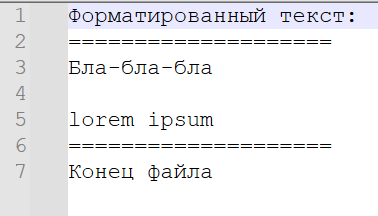 1 Форматированный текст:
2 ====================
3 Бла-бла-бла
4
5 lorem ipsum
6 ====================
7 Конец файла